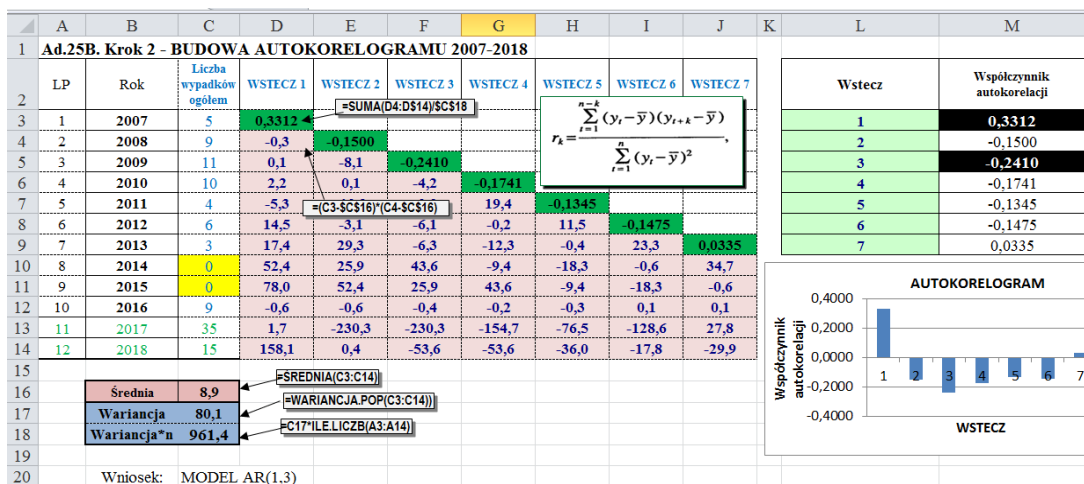 A B C D E F G H I J K L M
1 Ad.25B. Krok 2 - BUDOWA AUTOKORELOGRAMU 2007-2018
2 LP Rok Liczba wypadków ogółem WSTECZ 1 WSTECZ 2 WSTECZ 3 WSTECZ 4 WSTECZ 5 WSTECZ 6 WSTECZ 7 Wstecz Współczynnik autokorelacji
=SUMA(D4:D$14)/$C$18
3 1 2007 5 0,3312 1 0,3312
4 2 2008 9 -0,3 -0,1500 2 -0,1500
5 3 2009 11 0,1 -8,1 -0,2410 3 -0,2410
6 4 2010 10 2,2 0,1 -4,2 -0,1741 4 -0,1741
7 5 2011 4 -5,3 19,4 -0,1345 5 -0,1345
=(C3-$C$16)*(C4-$C$16)
8 6 2012 6 14,5 -3,1 -6,1 -0,2 11,5 -0,1475 6 -0,1475
9 7 2013 3 17,4 29,3 -6,3 -12,3 -0,4 23,3 0,0335 7 0,0335
10 8 2014 0 52,4 25,9 43,6 -9,4 -18,3 -0,6 34,7
11 9 2015 0 78,0 52,4 25,9 43,6 -9,4 -18,3 -0,6
12 10 2016 9 -0,6 -0,6 -0,4 -0,2 -0,3 0,1 0,1
13 11 2017 35 1,7 -230,3 -230,3 -154,7 -76,5 -128,6 27,8
14 12 2018 15 158,1 0,4 -53,6 -53,6 -36,0 -17,8 -29,9
r_k = \frac{\sum_{t=1}^{n-k} (y_t - \bar{y})(y_{t+k} - \bar{y})}{\sum_{t=1}^{n} (y_t - \bar{y})^2},
15
=ŚREDNIA(C3:C14)
16 Średnia 8,9
=WARIANCJA.POP(C3:C14))
17 Wariancja 80,1
18 Wariancja*n 961,4
=C17*ILE.LICZB(A3:A14)
19
20 Wniosek: MODEL AR(1,3)
AUTOKORELOGRAM
Współczynnik
autokorelacji
0,4000
0,2000
0,0000
-0,2000
-0,4000
1 2 3 4 5 6 7
WSTECZ